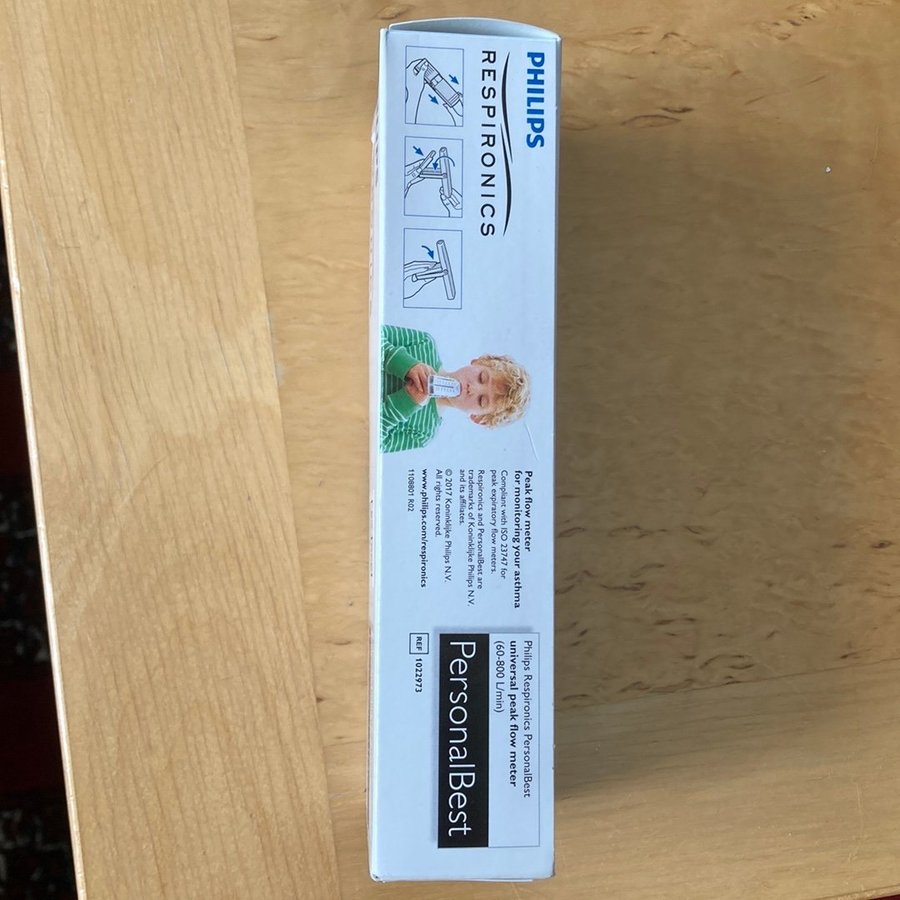 PHILIPS
RESPIRONICS
Peak flow meter
for monitoring your asthma
Compliant with ISO 23747 for
peak expiratory flow meters.
Respironics and PersonalBest are
trademarks of Koninklijke Philips N.V.
and its affiliates.
© 2017 Koninklijke Philips N.V.
All rights reserved.
www.philips.com/respironics
1108801 R02
Philips Respironics PersonalBest
universal peak flow meter
(60-800 L/min)
PersonalBest
REF 1022973